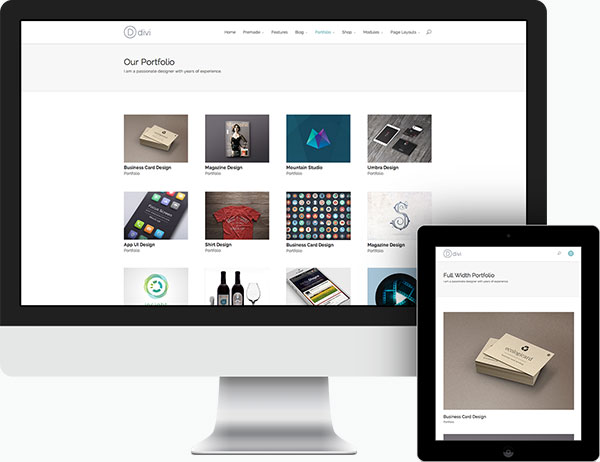 divi
Home Premade Features Blog Portfolio Shop Modules Page Layouts
Our Portfolio
I am a passionate designer with years of experience.
Business Card Design
Portfolio
Magazine Design
Portfolio
Mountain Studio
Portfolio
Umbra Design
Portfolio
Focus Screen
S
App UI Design
Portfolio
Shirt Design
Portfolio
Business Card Design
Portfolio
Magazine Design
Portfolio
D divi
Full Width Portfolio
I am a passionate designer with years of experience.
ecologicard
Business Card Design
Portfolio